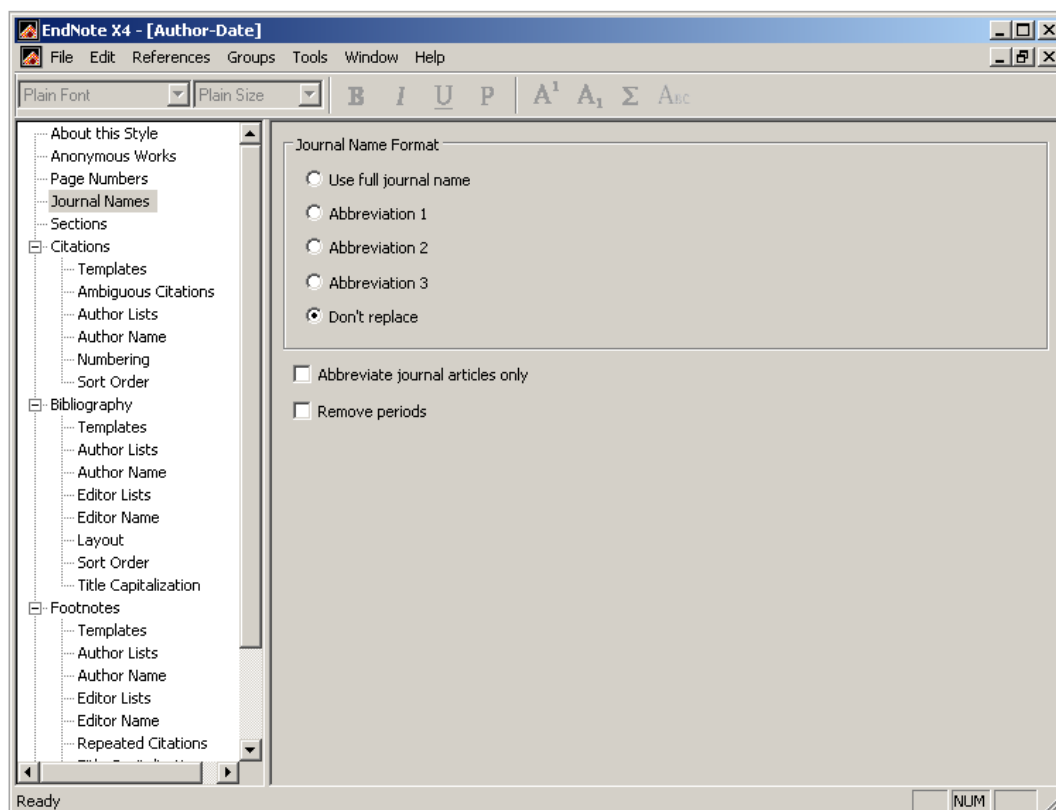 EndNote X4 - [Author-Date]
File Edit References Groups Tools Window Help
Plain Font Plain Size B I U P A¹ A₁ Σ ABC
About this Style
Anonymous Works
Page Numbers
Journal Names
Sections
Citations
Templates
Ambiguous Citations
Author Lists
Author Name
Numbering
Sort Order
Bibliography
Templates
Author Lists
Author Name
Editor Lists
Editor Name
Layout
Sort Order
Title Capitalization
Footnotes
Templates
Author Lists
Author Name
Editor Lists
Editor Name
Repeated Citations
Journal Name Format
Use full journal name
Abbreviation 1
Abbreviation 2
Abbreviation 3
Don't replace
Abbreviate journal articles only
Remove periods
Ready NUM